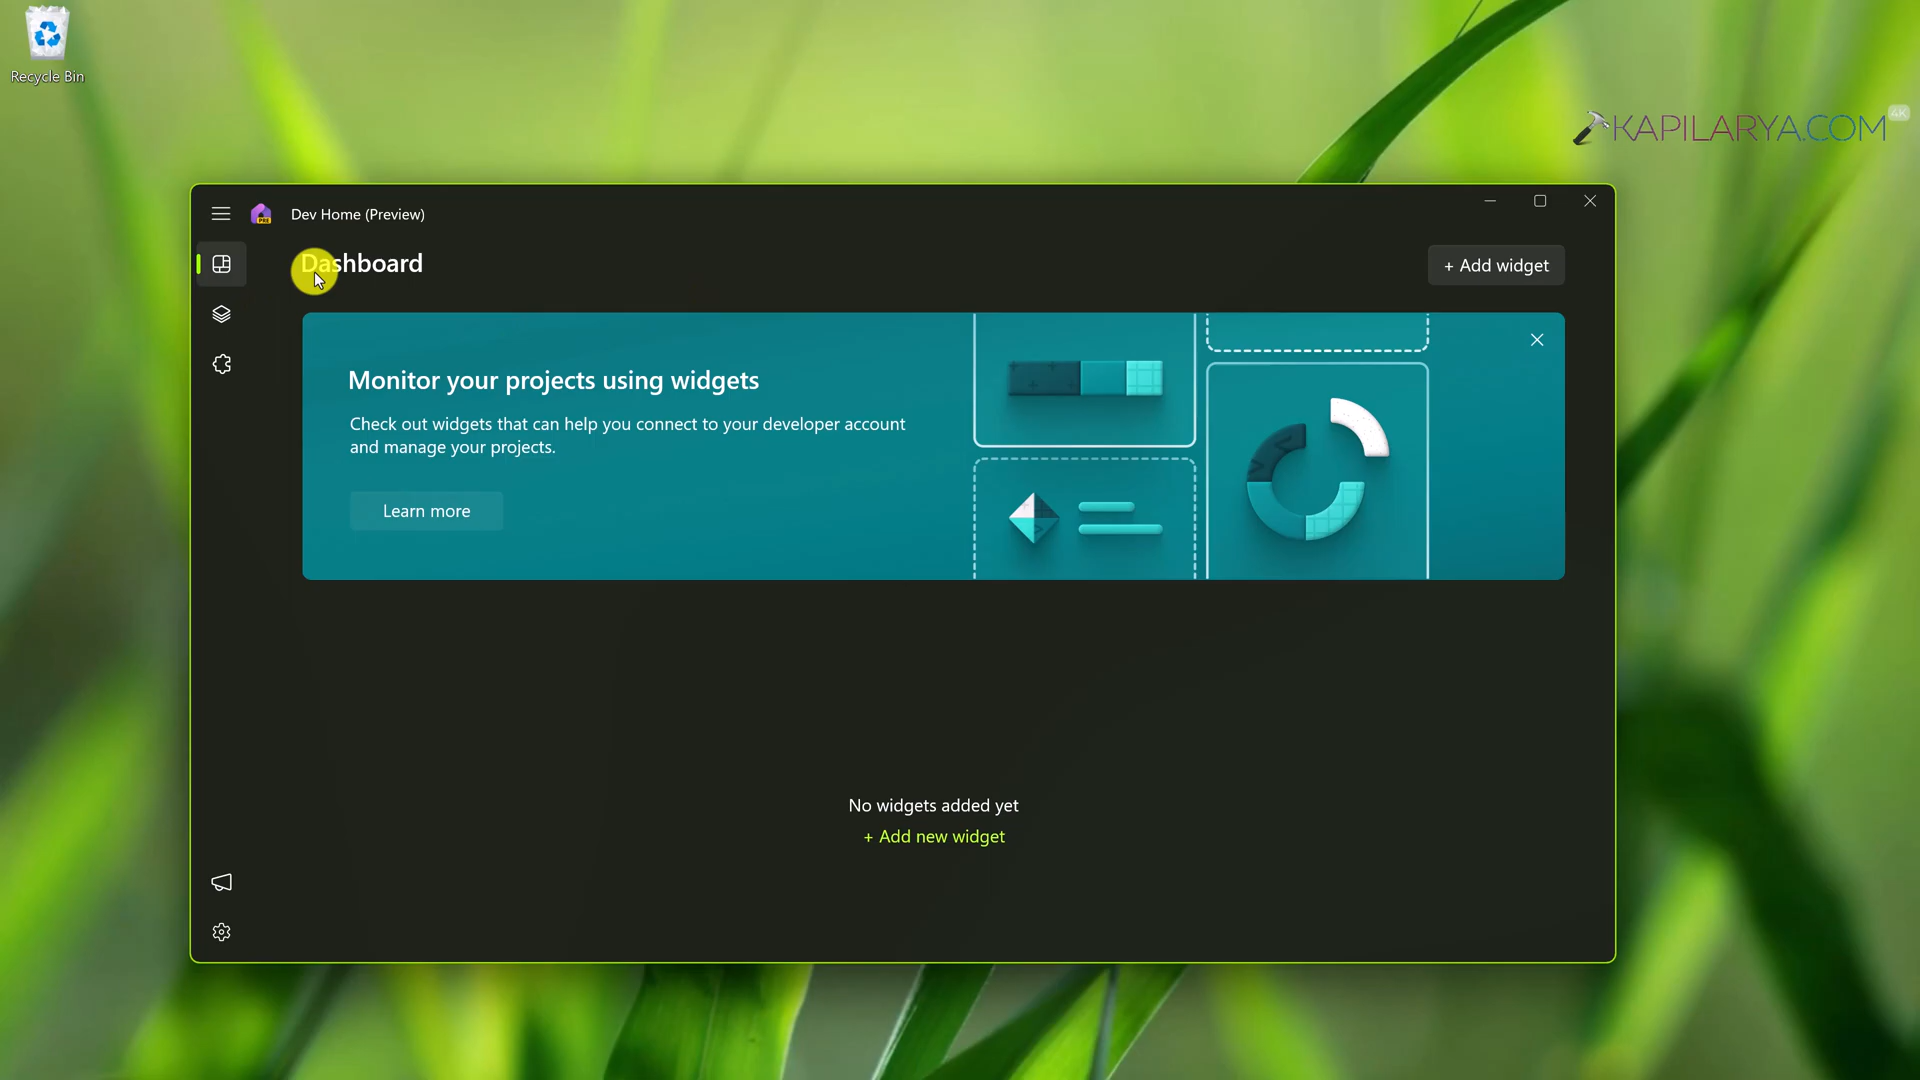 Recycle Bin
KAPILARYA.COM
4K
Dev Home (Preview)
PRE
Dashboard
+ Add widget
Monitor your projects using widgets
Check out widgets that can help you connect to your developer account
and manage your projects.
Learn more
No widgets added yet
+ Add new widget